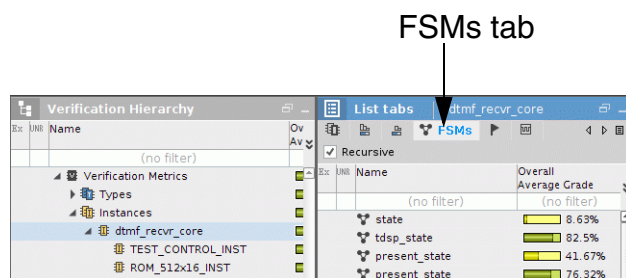 FSMs tab
Verification Hierarchy
Ex UNR Name Ov Av
(no filter)
Verification Metrics
Types
Instances
dtmf_recvr_core
TEST_CONTROL_INST
ROM_512x16_INST
List tabs dtmf_recvr_core
FSMs
Recursive
Ex UNR Name Overall Average Grade
(no filter) (no filter)
state 8.63%
tdsp_state 82.5%
present_state 41.67%
present_state 76.32%